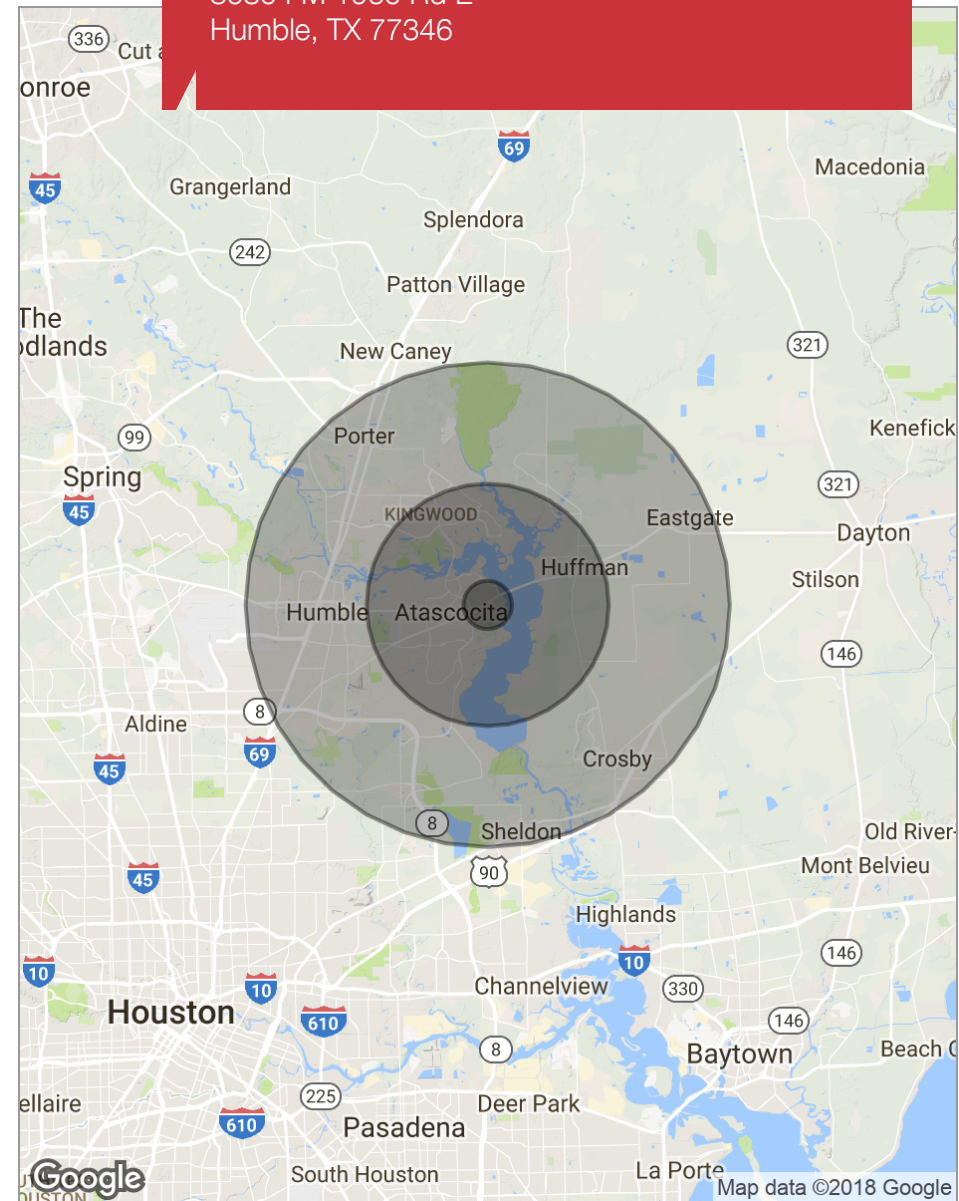 Humble, TX 77346
336
onroe
69
Macedonia
45
Grangerland
Splendora
242
Patton Village
The
dlands
321
New Caney
Kenefick
99
Porter
Spring
321
45
KINGWOOD
Eastgate
Dayton
Huffman
Stilson
Humble
Atascocita
146
8
Aldine
69
45
Crosby
8
Sheldon
Old River-
90
Mont Belvieu
45
Highlands
146
10
10
Channelview
330
10
Houston
610
146
8
Baytown
Beach
225
ellaire
Deer Park
610
Pasadena
South Houston
La Porte
Google
Map data ©2018 Google